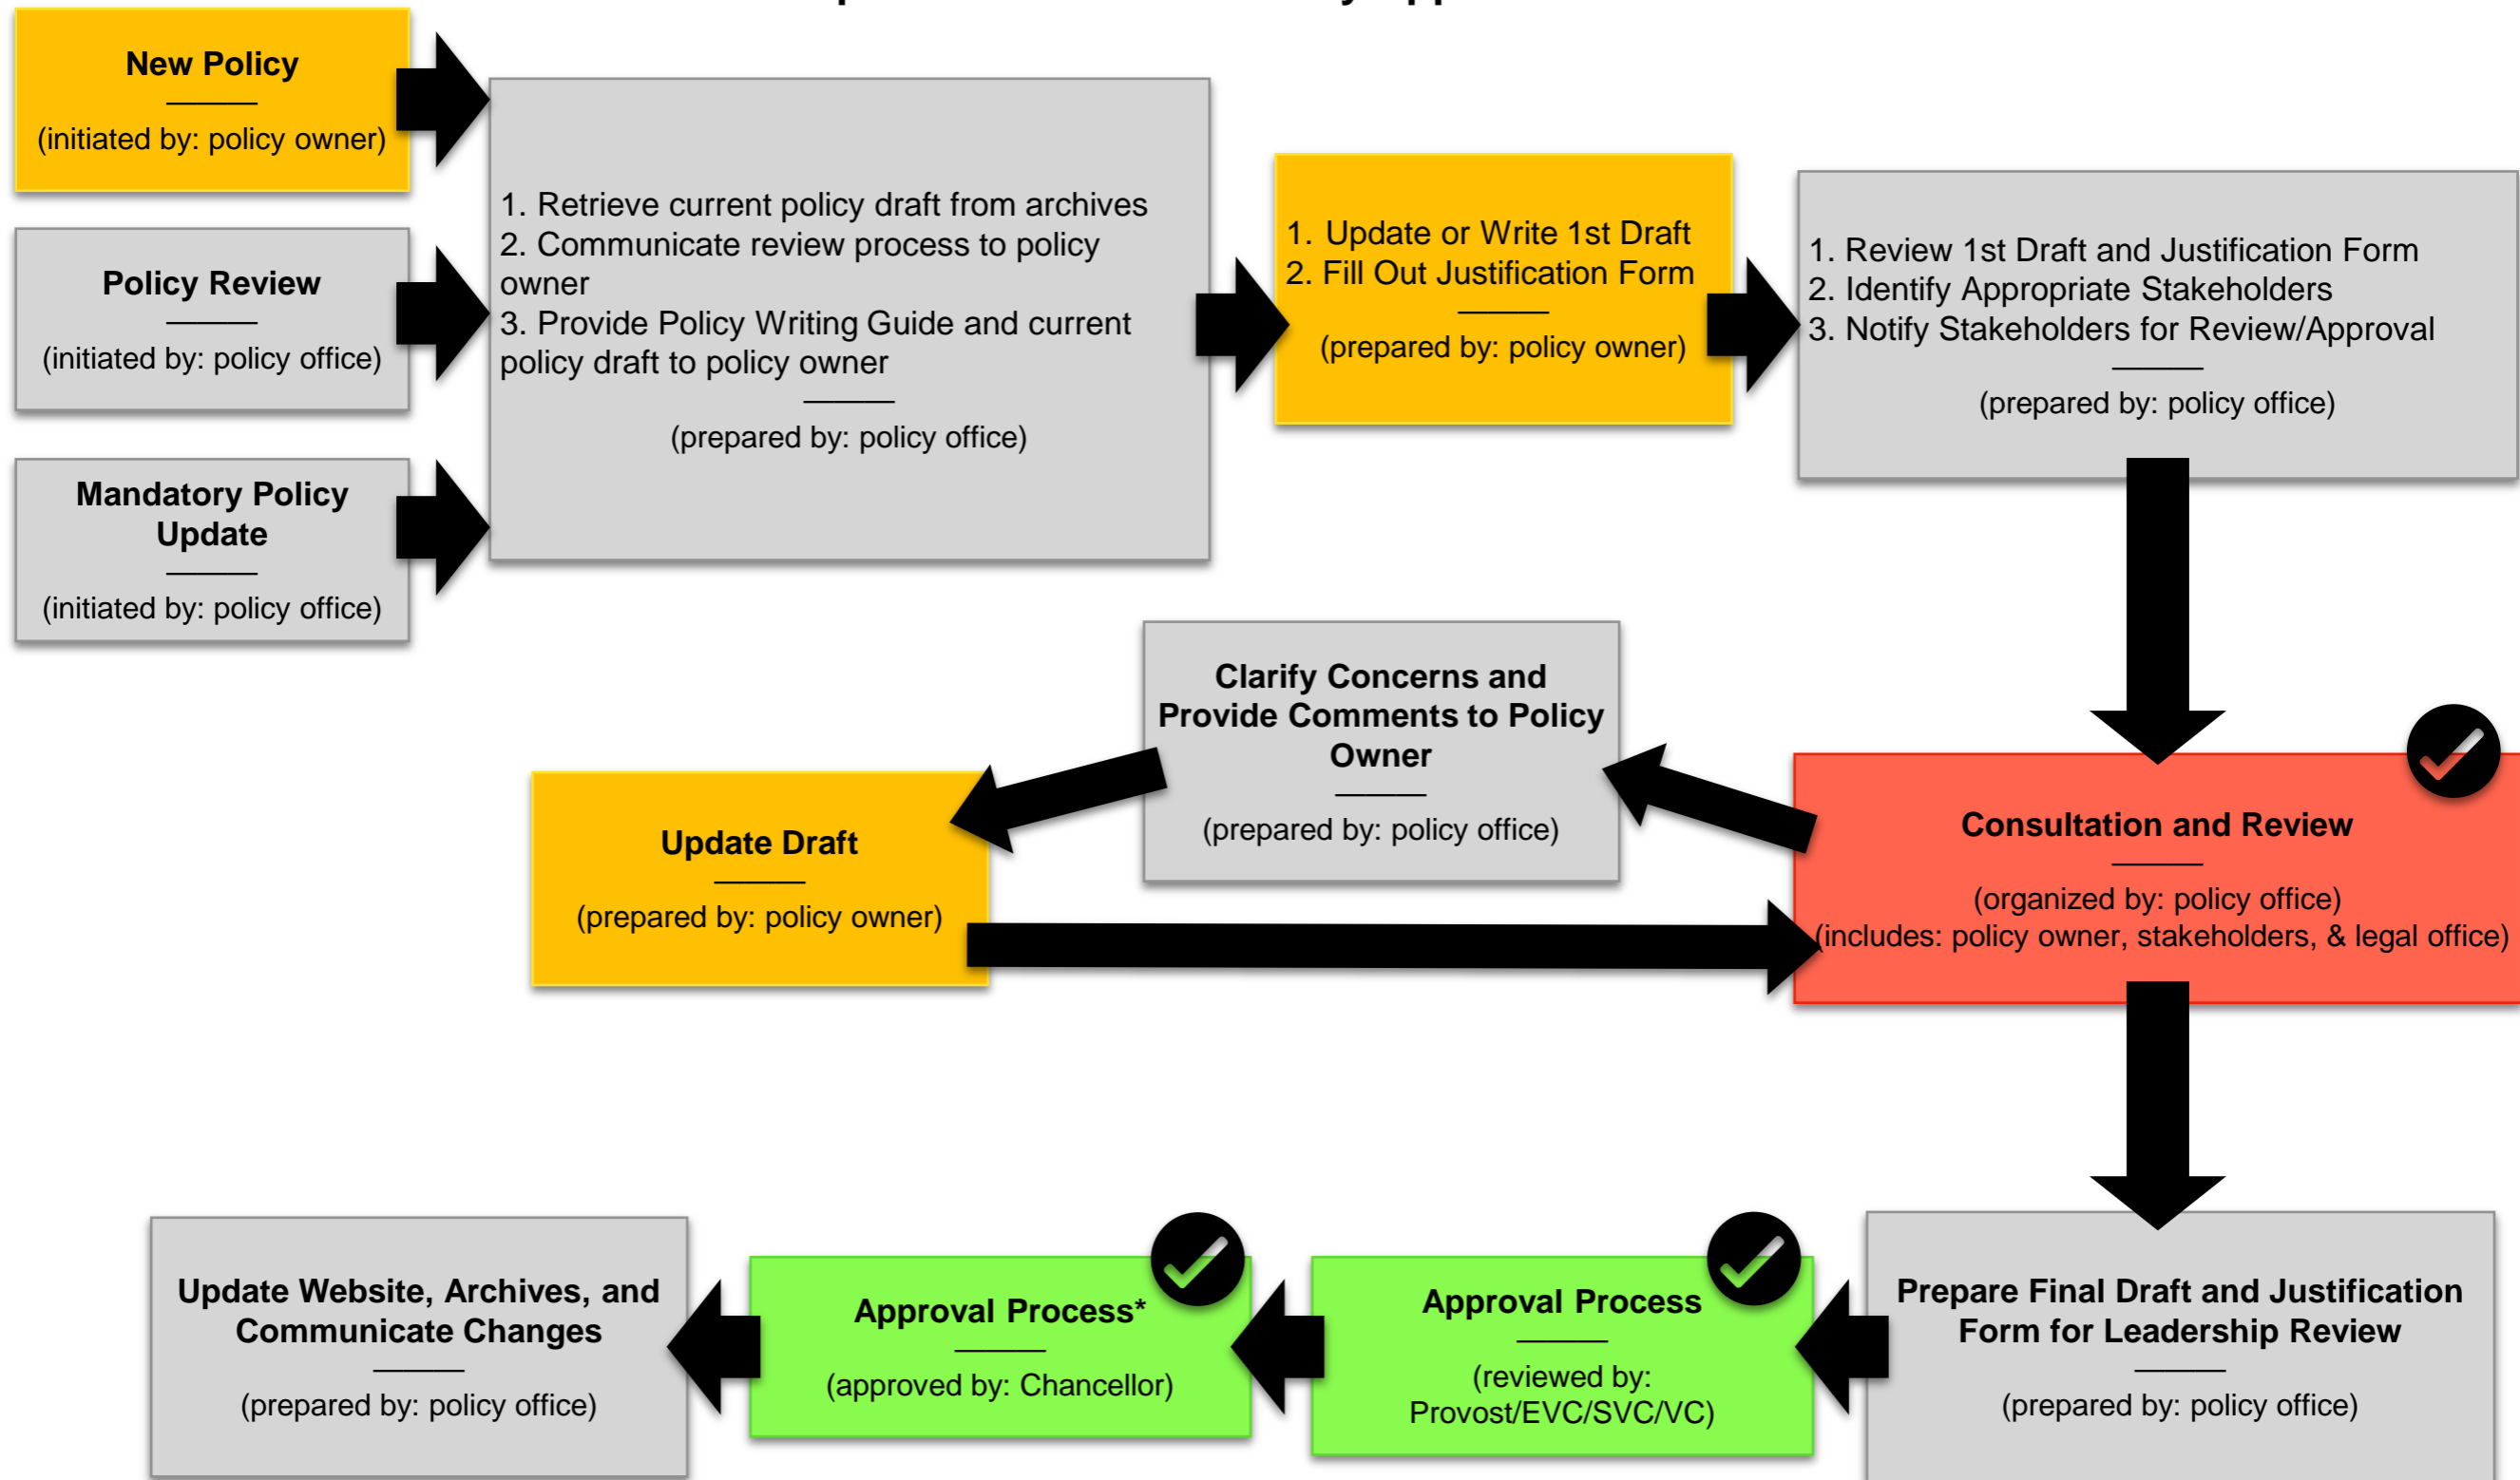 New Policy
(initiated by: policy owner)
Policy Review
(initiated by: policy office)
Mandatory Policy
Update
(initiated by: policy office)
1. Retrieve current policy draft from archives
2. Communicate review process to policy
owner
3. Provide Policy Writing Guide and current
policy draft to policy owner
(prepared by: policy office)
1. Update or Write 1st Draft
2. Fill Out Justification Form
(prepared by: policy owner)
1. Review 1st Draft and Justification Form
2. Identify Appropriate Stakeholders
3. Notify Stakeholders for Review/Approval
(prepared by: policy office)
Consultation and Review
(organized by: policy office)
(includes: policy owner, stakeholders, & legal office)
Clarify Concerns and
Provide Comments to Policy
Owner
(prepared by: policy office)
Update Draft
(prepared by: policy owner)
Prepare Final Draft and Justification
Form for Leadership Review
(prepared by: policy office)
Approval Process
(reviewed by:
Provost/EVC/SVC/VC)
Approval Process*
(approved by: Chancellor)
Update Website, Archives, and
Communicate Changes
(prepared by: policy office)